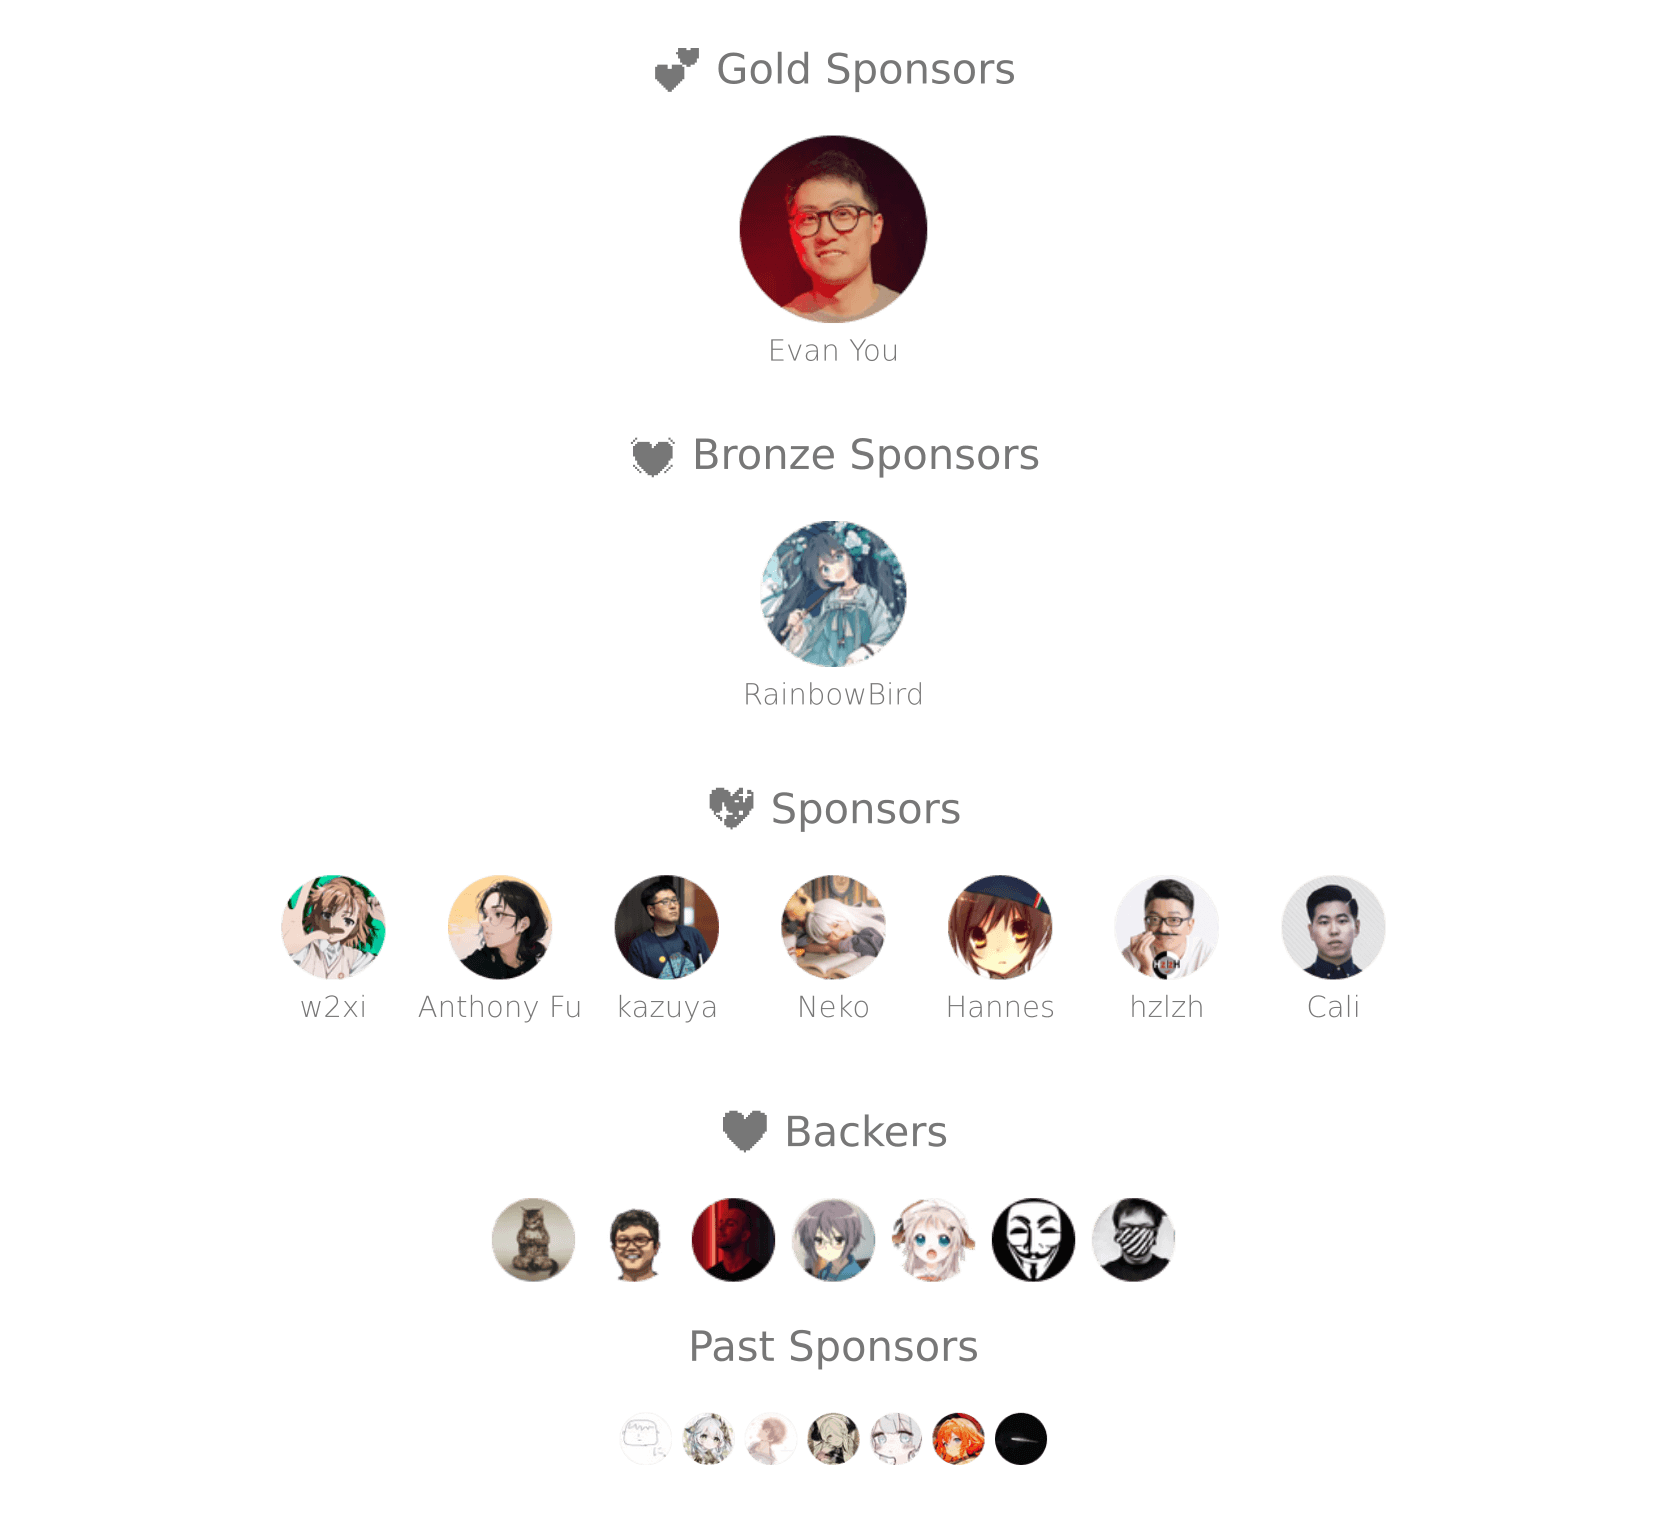 Gold Sponsors
Evan You
Bronze Sponsors
RainbowBird
Sponsors
w2xi Anthony Fu kazuya Neko Hannes hzlzh Cali
Backers
Past Sponsors